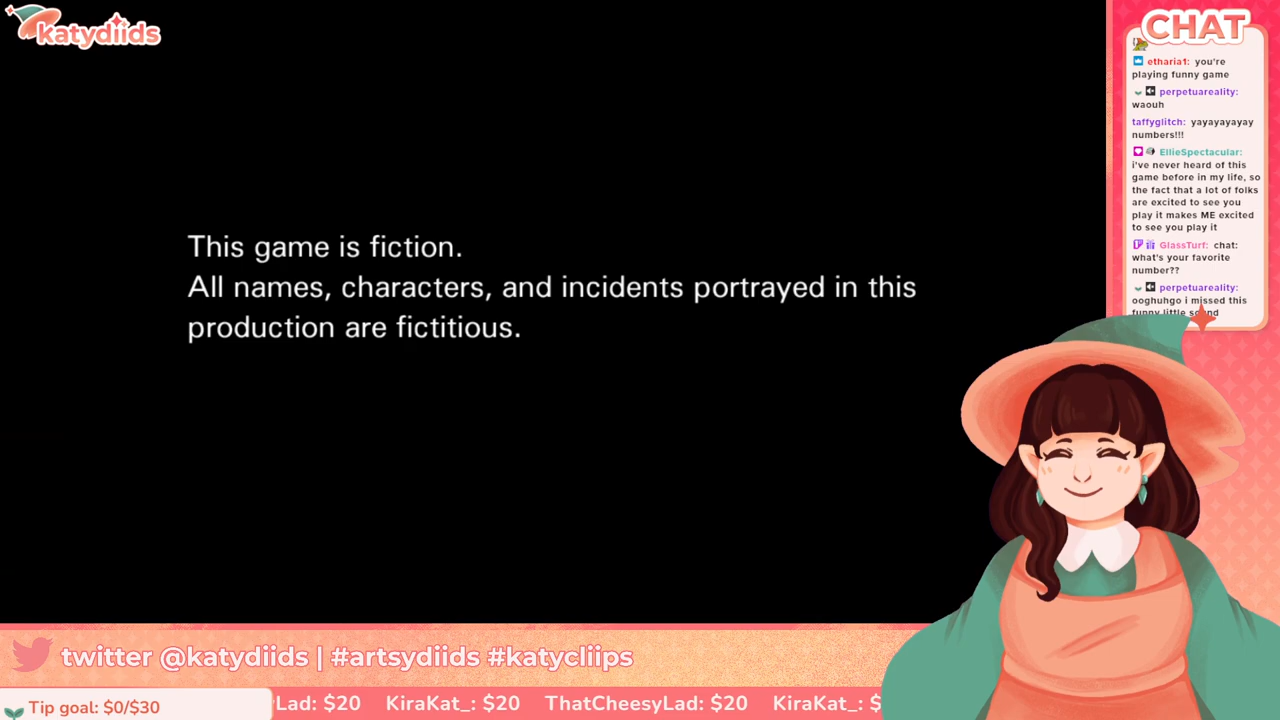 katydiids
CHAT
etharia1: you're
playing funny game
perpetuareality:
waouh
taffyglitch: yayayayayay
numbers!!!
EllieSpectacular:
i've never heard of this
game before in my life, so
the fact that a lot of folks
are excited to see you
play it makes ME excited
to see you play it
GlassTurf: chat:
what's your favorite
number??
perpetuareality:
ooghuhgo i missed this
funny little sound
This game is fiction.
All names, characters, and incidents portrayed in this
production are fictitious.
twitter @katydiids | #artsydiids #katycliips
Tip goal: $0/$30
Lad: $20 KiraKat_: $20 ThatCheesyLad: $20 KiraKat_: $